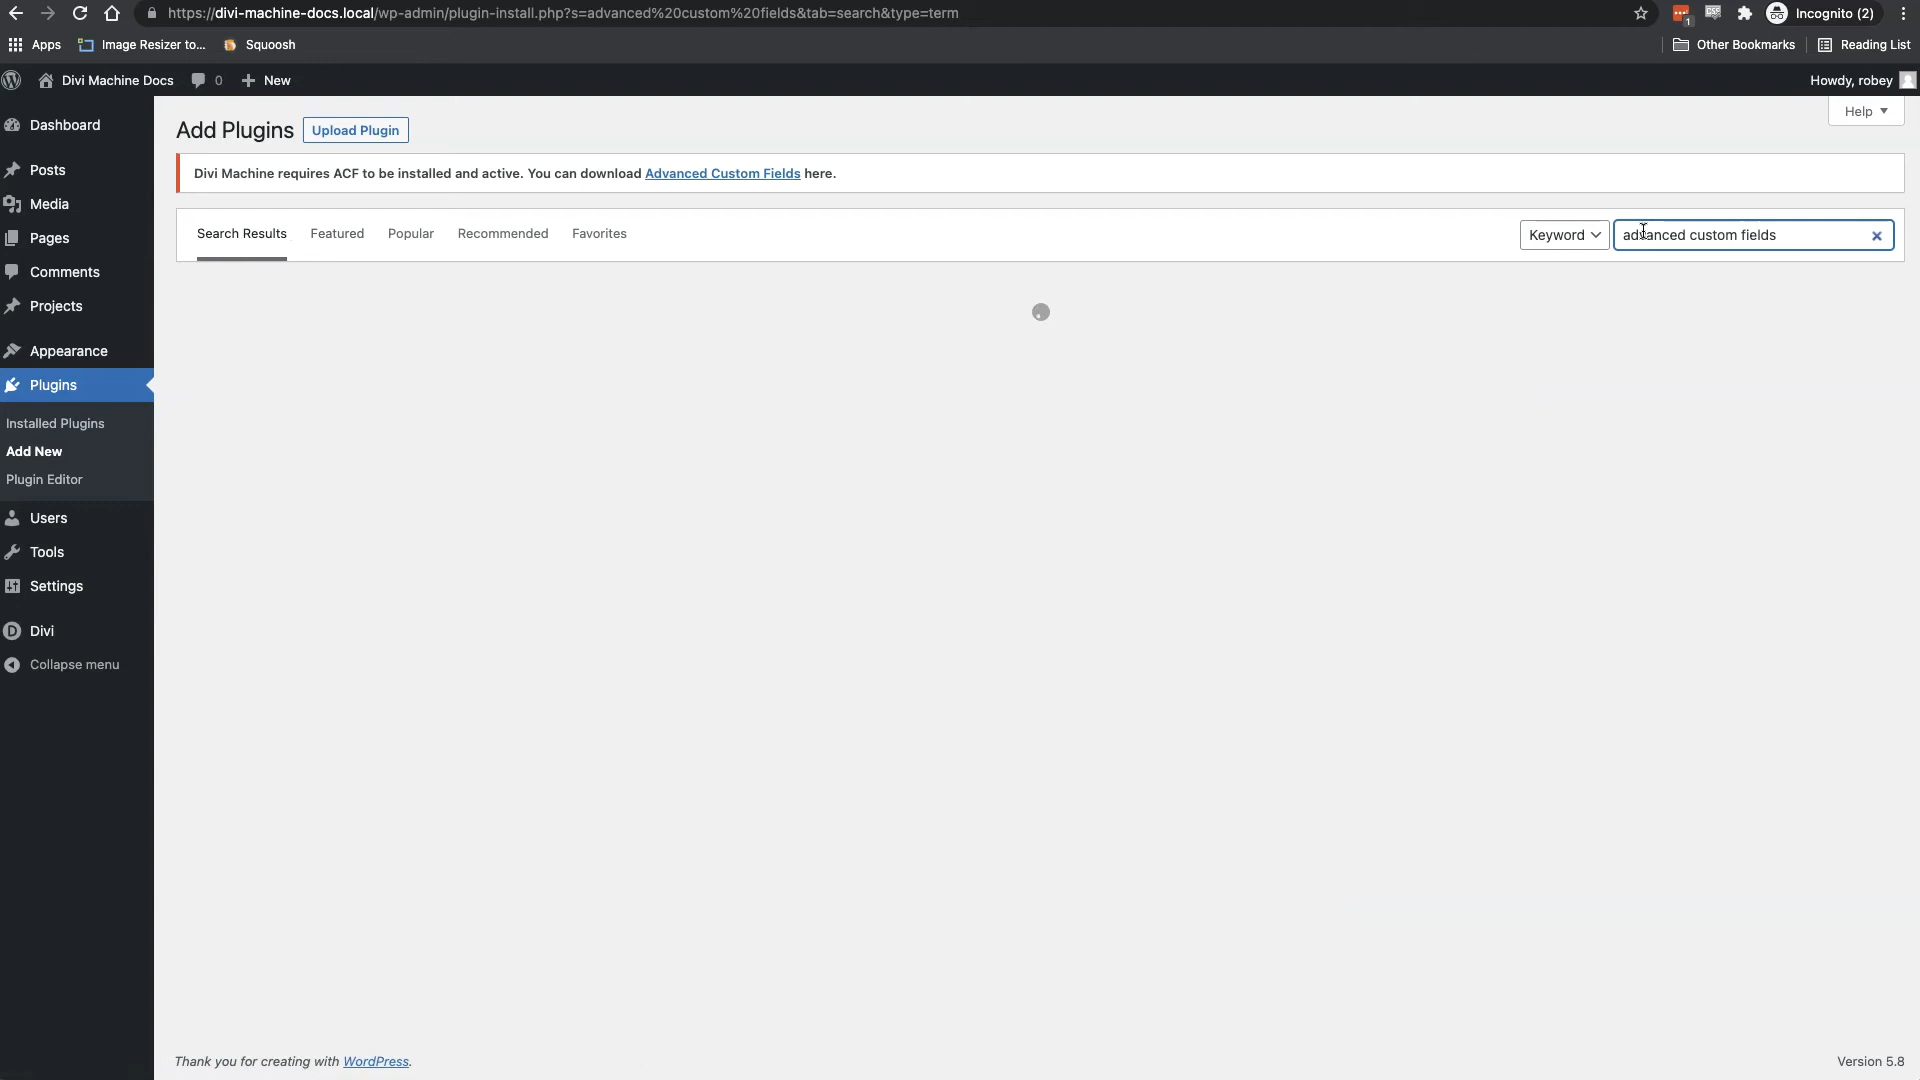 https://divi-machine-docs.local/wp-admin/plugin-install.php?s=advanced%20custom%20fields&tab=search&type=term
1
CSP
Incognito (2)
Apps
Image Resizer to...
Squoosh
Other Bookmarks
Reading List
Divi Machine Docs
0
New
Howdy, robey
Help
Dashboard
Posts
Media
Pages
Comments
Projects
Appearance
Plugins
Installed Plugins
Add New
Plugin Editor
Users
Tools
Settings
Divi
Collapse menu
Add Plugins
Upload Plugin
Divi Machine requires ACF to be installed and active. You can download Advanced Custom Fields here.
Search Results
Featured
Popular
Recommended
Favorites
Keyword
advanced custom fields
Thank you for creating with WordPress.
Version 5.8